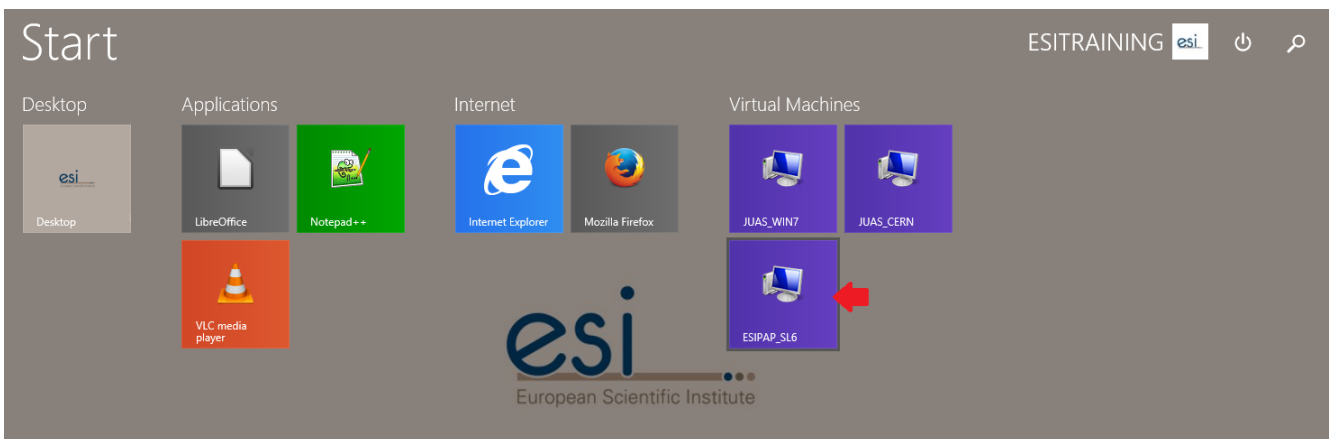 Start
ESITRAINING esi
Desktop
Applications
Internet
Virtual Machines
esi
Desktop
LibreOffice
Notepad++
Internet Explorer
Mozilla Firefox
JUAS_WIN7
JUAS_CERN
VLC media
player
ESIPAP_SL6
esi
European Scientific Institute